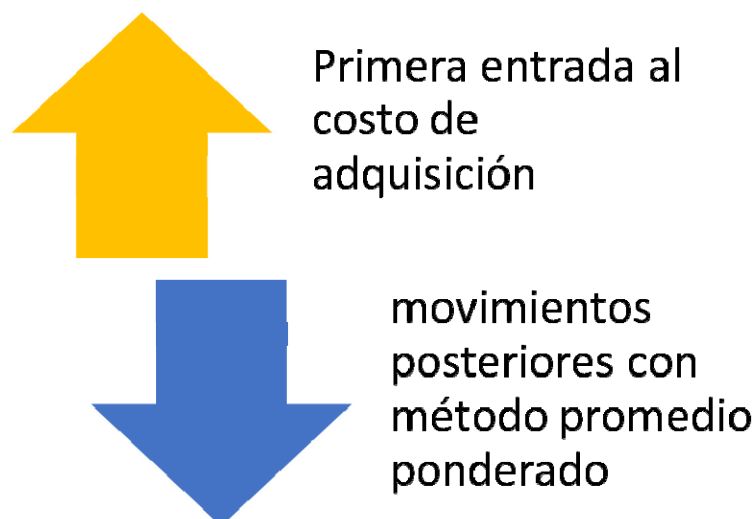 Primera entrada al
costo de
adquisición
movimientos
posteriores con
método promedio
ponderado